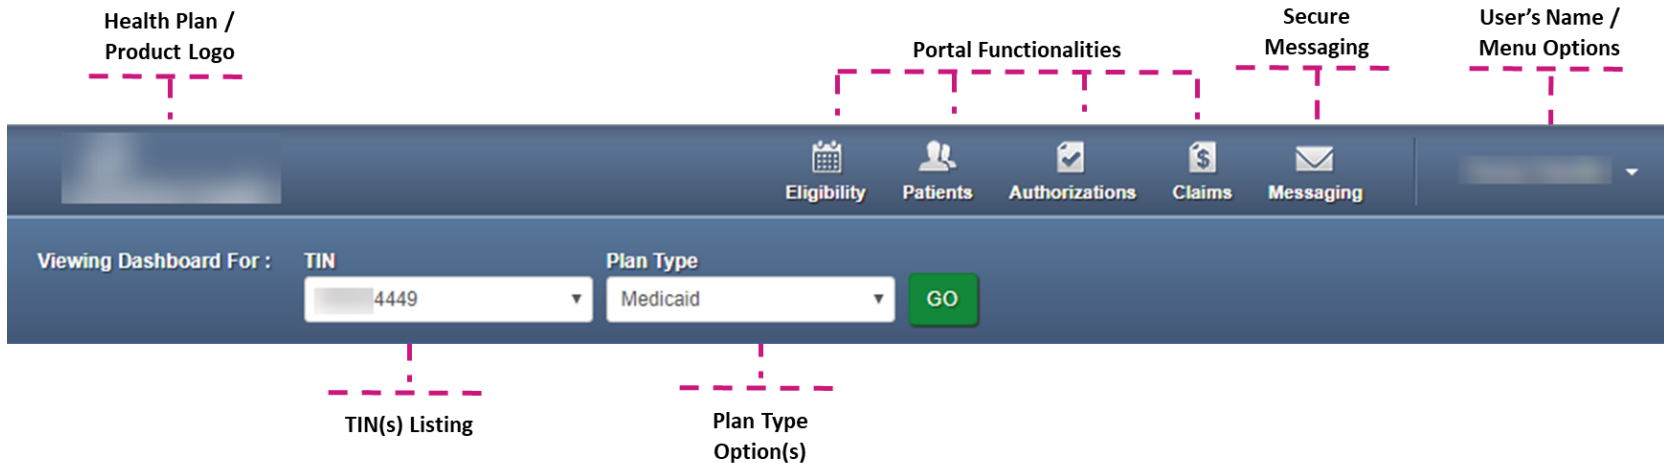 Health Plan /
Product Logo
Portal Functionalities
Secure
Messaging
User’s Name /
Menu Options
Eligibility
Patients
Authorizations
Claims
Messaging
Viewing Dashboard For :
TIN
Plan Type
4449
Medicaid
GO
TIN(s) Listing
Plan Type
Option(s)